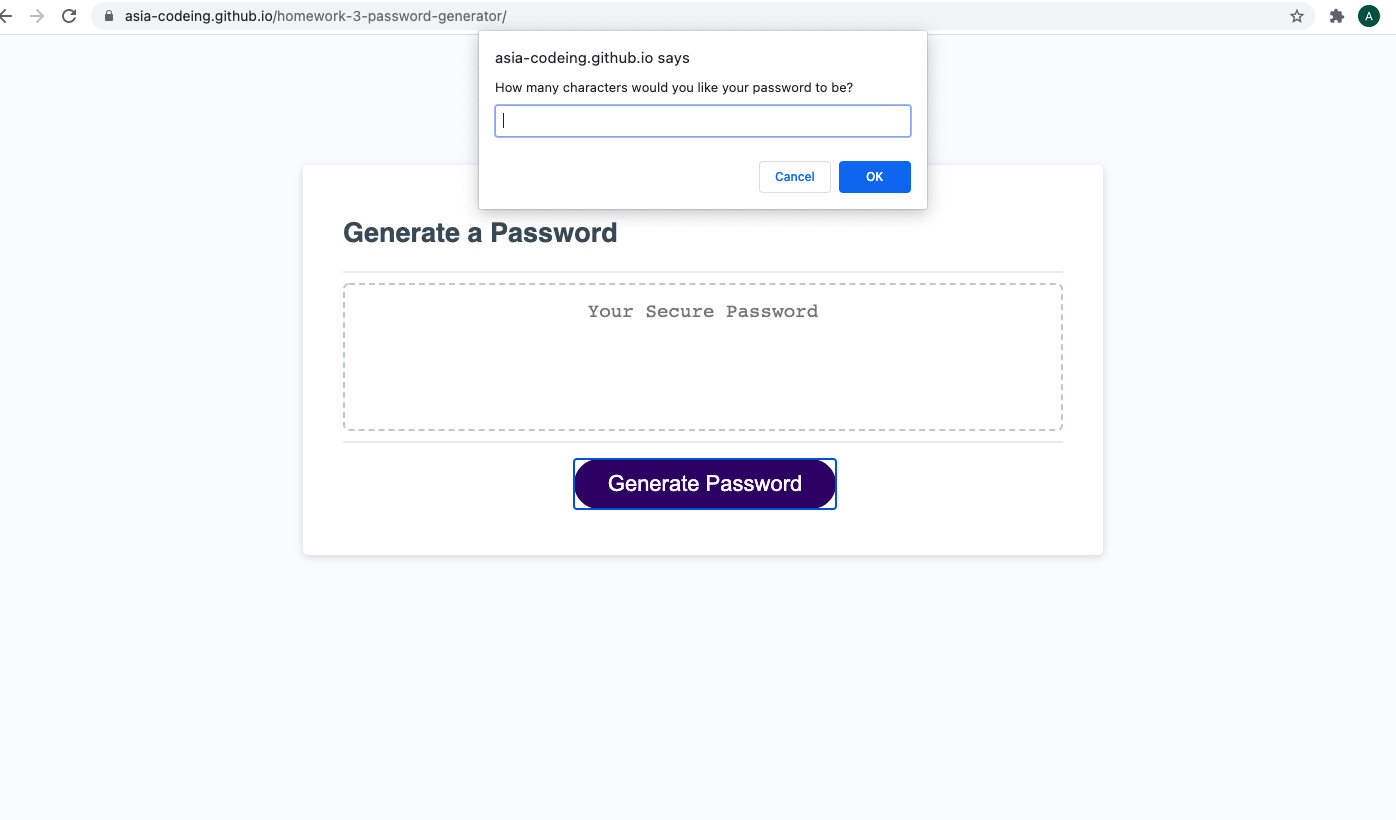 asia-codeing.github.io/homework-3-password-generator/
A
asia-codeing.github.io says
How many characters would you like your password to be?
Cancel OK
Generate a Password
Your Secure Password
Generate Password